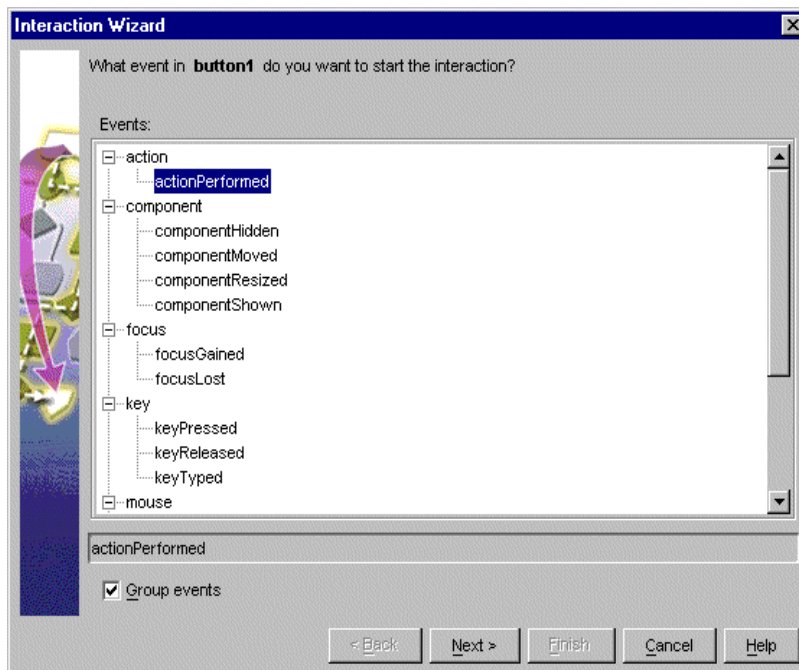 Interaction Wizard
What event in button1 do you want to start the interaction?
Events:
action
actionPerformed
component
componentHidden
componentMoved
componentResized
componentShown
focus
focusGained
focusLost
key
keyPressed
keyReleased
keyTyped
mouse
actionPerformed
Group events
< Back Next > Finish Cancel Help